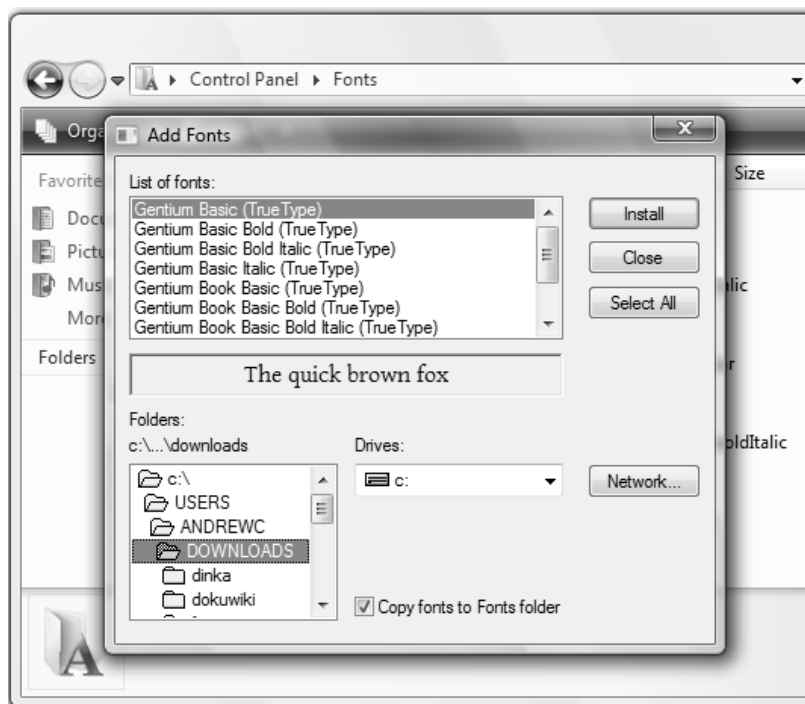 Control Panel Fonts
Orga
Add Fonts
Size
Favorite
List of fonts:
Docu
Gentium Basic (TrueType)
Gentium Basic Bold (TrueType)
Gentium Basic Bold Italic (TrueType)
Gentium Basic Italic (TrueType)
Gentium Book Basic (TrueType)
Gentium Book Basic Bold (TrueType)
Gentium Book Basic Bold Italic (TrueType)
Install
Close
Select All
Pictu
Mus
More
Folders
The quick brown fox
Folders:
c:\...\downloads
Drives:
c:\
USERS
ANDREWC
DOWNLOADS
dinka
dokuwiki
c:
Network...
Copy fonts to Fonts folder
oldItalic
A